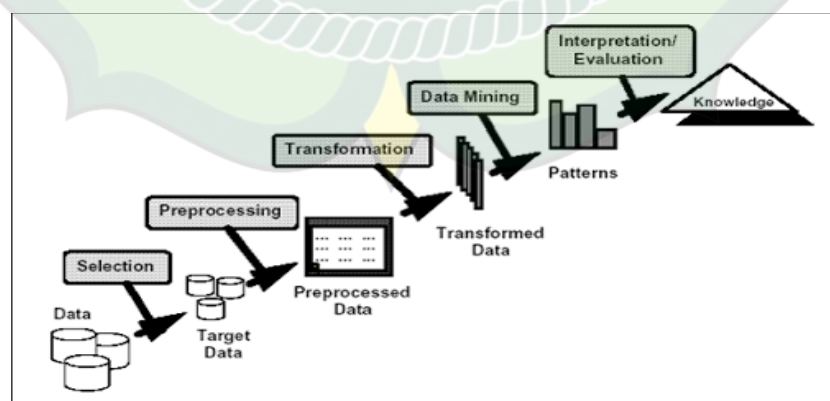 Interpretation/
Evaluation
Data Mining
Knowledge
Transformation
Patterns
Preprocessing
Transformed
Data
Selection
Preprocessed
Data
Data
Target
Data